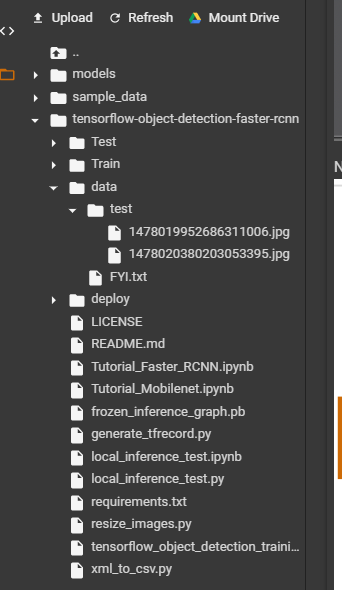 Upload Refresh Mount Drive
<>
..
models
sample_data
tensorflow-object-detection-faster-rcnn
Test
Train
data
test
1478019952686311006.jpg
1478020380203053395.jpg
FYI.txt
deploy
LICENSE
README.md
Tutorial_Faster_RCNN.ipynb
Tutorial_Mobilenet.ipynb
frozen_inference_graph.pb
generate_tfrecord.py
local_inference_test.ipynb
local_inference_test.py
requirements.txt
resize_images.py
tensorflow_object_detection_traini...
xml_to_csv.py